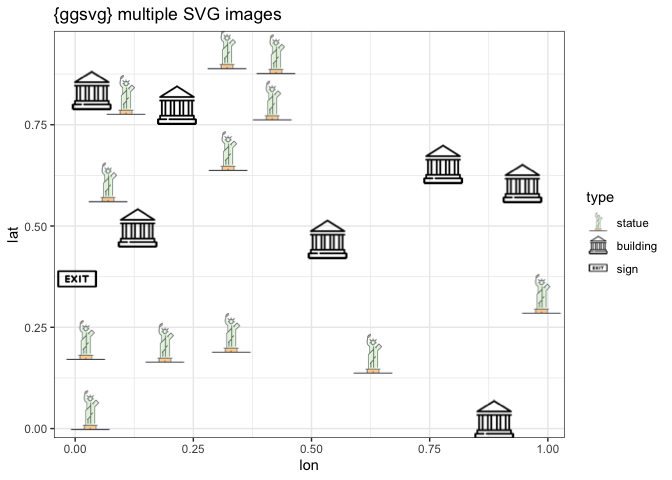 {ggsvg} multiple SVG images
0.75
0.50
0.25
0.00
lat
EXIT
0.00 0.25 0.50 0.75 1.00
lon
type
statue
building
EXIT sign